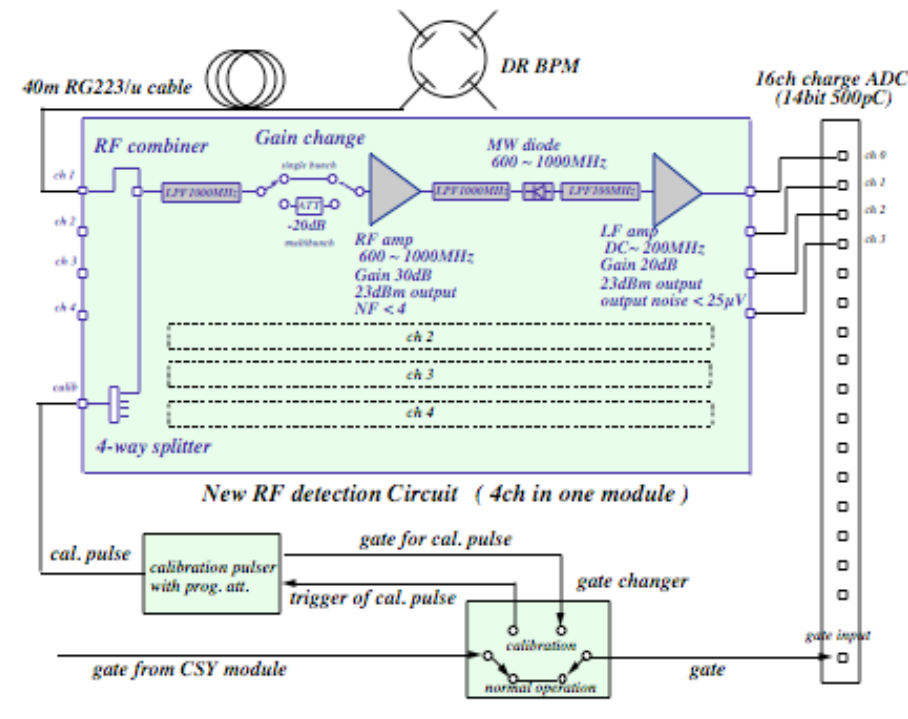 DR BPM
40m RG223/u cable
16ch charge ADC
(14bit 500pC)
RF combiner
Gain change
MW diode
600 ~ 1000MHz
single bunch
ch 1
LPF1000MHz
ATT
-20dB
multibunch
LPF1000MHz
LPF100MHz
ch 0
ch 1
ch 2
ch 3
ch 2
ch 3
ch 4
RF amp
600 ~ 1000MHz
Gain 30dB
23dBm output
NF < 4
LF amp
DC~ 200MHz
Gain 20dB
23dBm output
output noise < 25μV
ch 2
ch 3
ch 4
calib
4-way splitter
New RF detection Circuit ( 4ch in one module )
cal. pulse
calibration pulser
with prog. att.
gate for cal. pulse
trigger of cal. pulse
gate changer
calibration
normal operation
gate from CSY module
gate
gate input